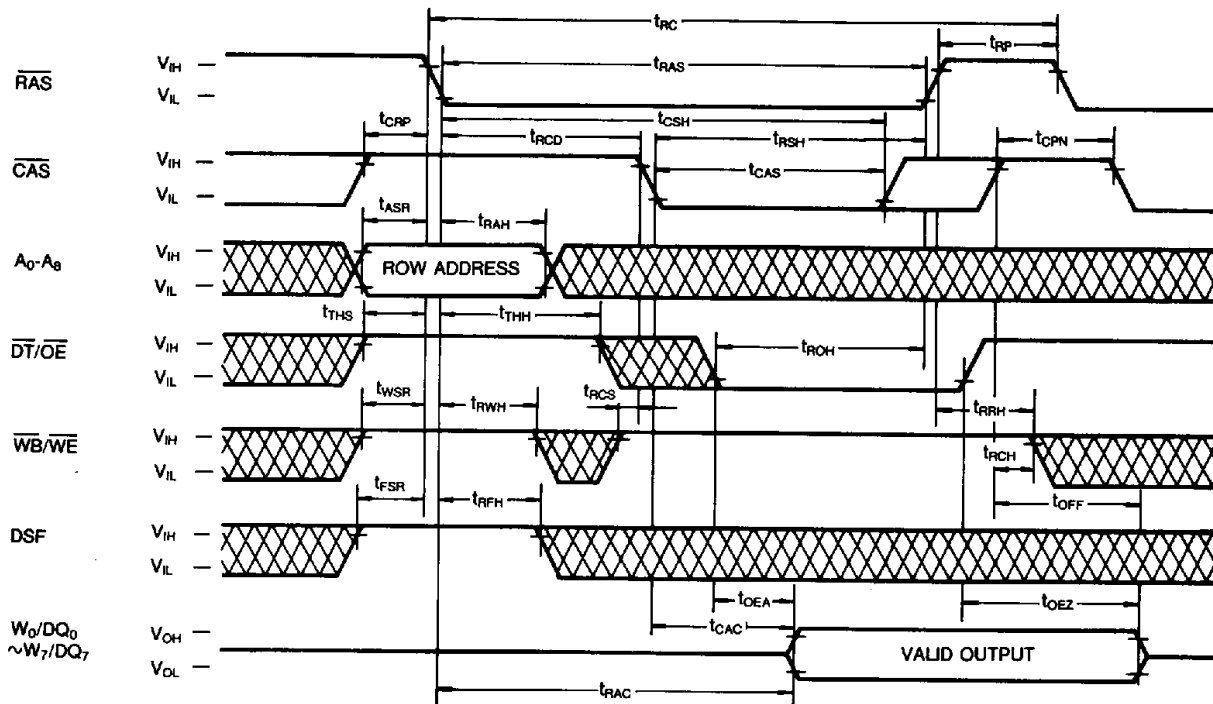 tRC
tRP
RAS
VIH
VIL
tRAS
tCSH
tCRP
tRCD
tRSH
tCPN
CAS
VIH
VIL
tCAS
tASR
tRAH
A0-A8
VIH
VIL
ROW ADDRESS
tTHS
tTHH
DT/OE
VIH
VIL
tROH
tWSR
tRWH
tRCS
tRRH
WB/WE
VIH
VIL
tRCH
tFSR
tRFH
tOFF
DSF
VIH
VIL
tOEA
tOEZ
tCAC
W0/DQ0
~W7/DQ7
VOH
VOL
VALID OUTPUT
tRAC